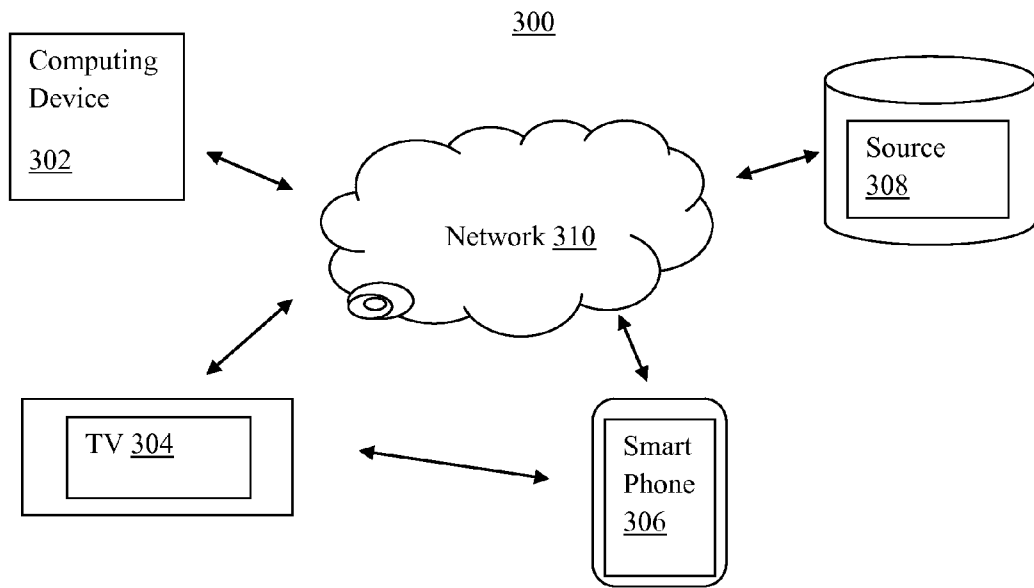 300
Computing
Device
302
Source
308
Network 310
TV 304
Smart
Phone
306